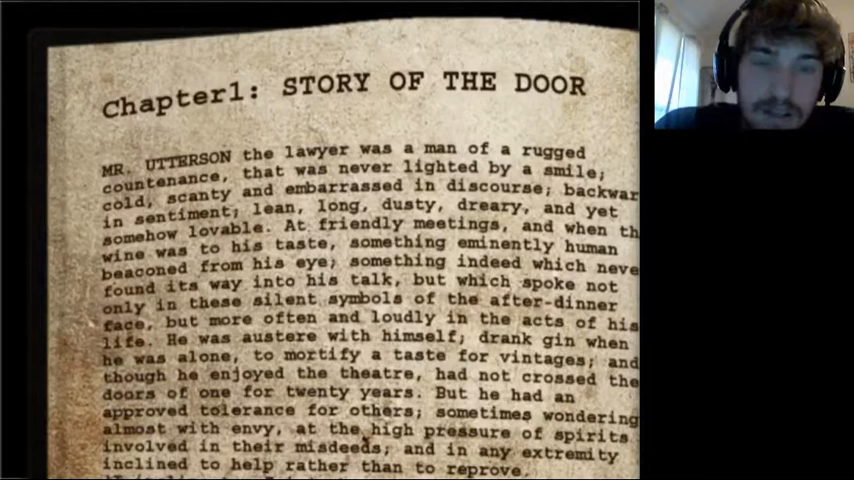 Chapter1: STORY OF THE DOOR
MR. UTTERSON the lawyer was a man of a rugged
countenance, that was never lighted by a smile;
cold, scanty and embarrassed in discourse; backwar
in sentiment; lean, long, dusty, dreary, and yet
somehow lovable. At friendly meetings, and when th
wine was to his taste, something eminently human
beaconed from his eye; something indeed which neve
found its way into his talk, but which spoke not
only in these silent symbols of the after-dinner
face, but more often and loudly in the acts of his
life. He was austere with himself; drank gin when
he was alone, to mortify a taste for vintages; and
though he enjoyed the theatre, had not crossed the
doors of one for twenty years. But he had an
approved tolerance for others; sometimes wondering
almost with envy, at the high pressure of spirits
involved in their misdeeds; and in any extremity
inclined to help rather than to reprove.